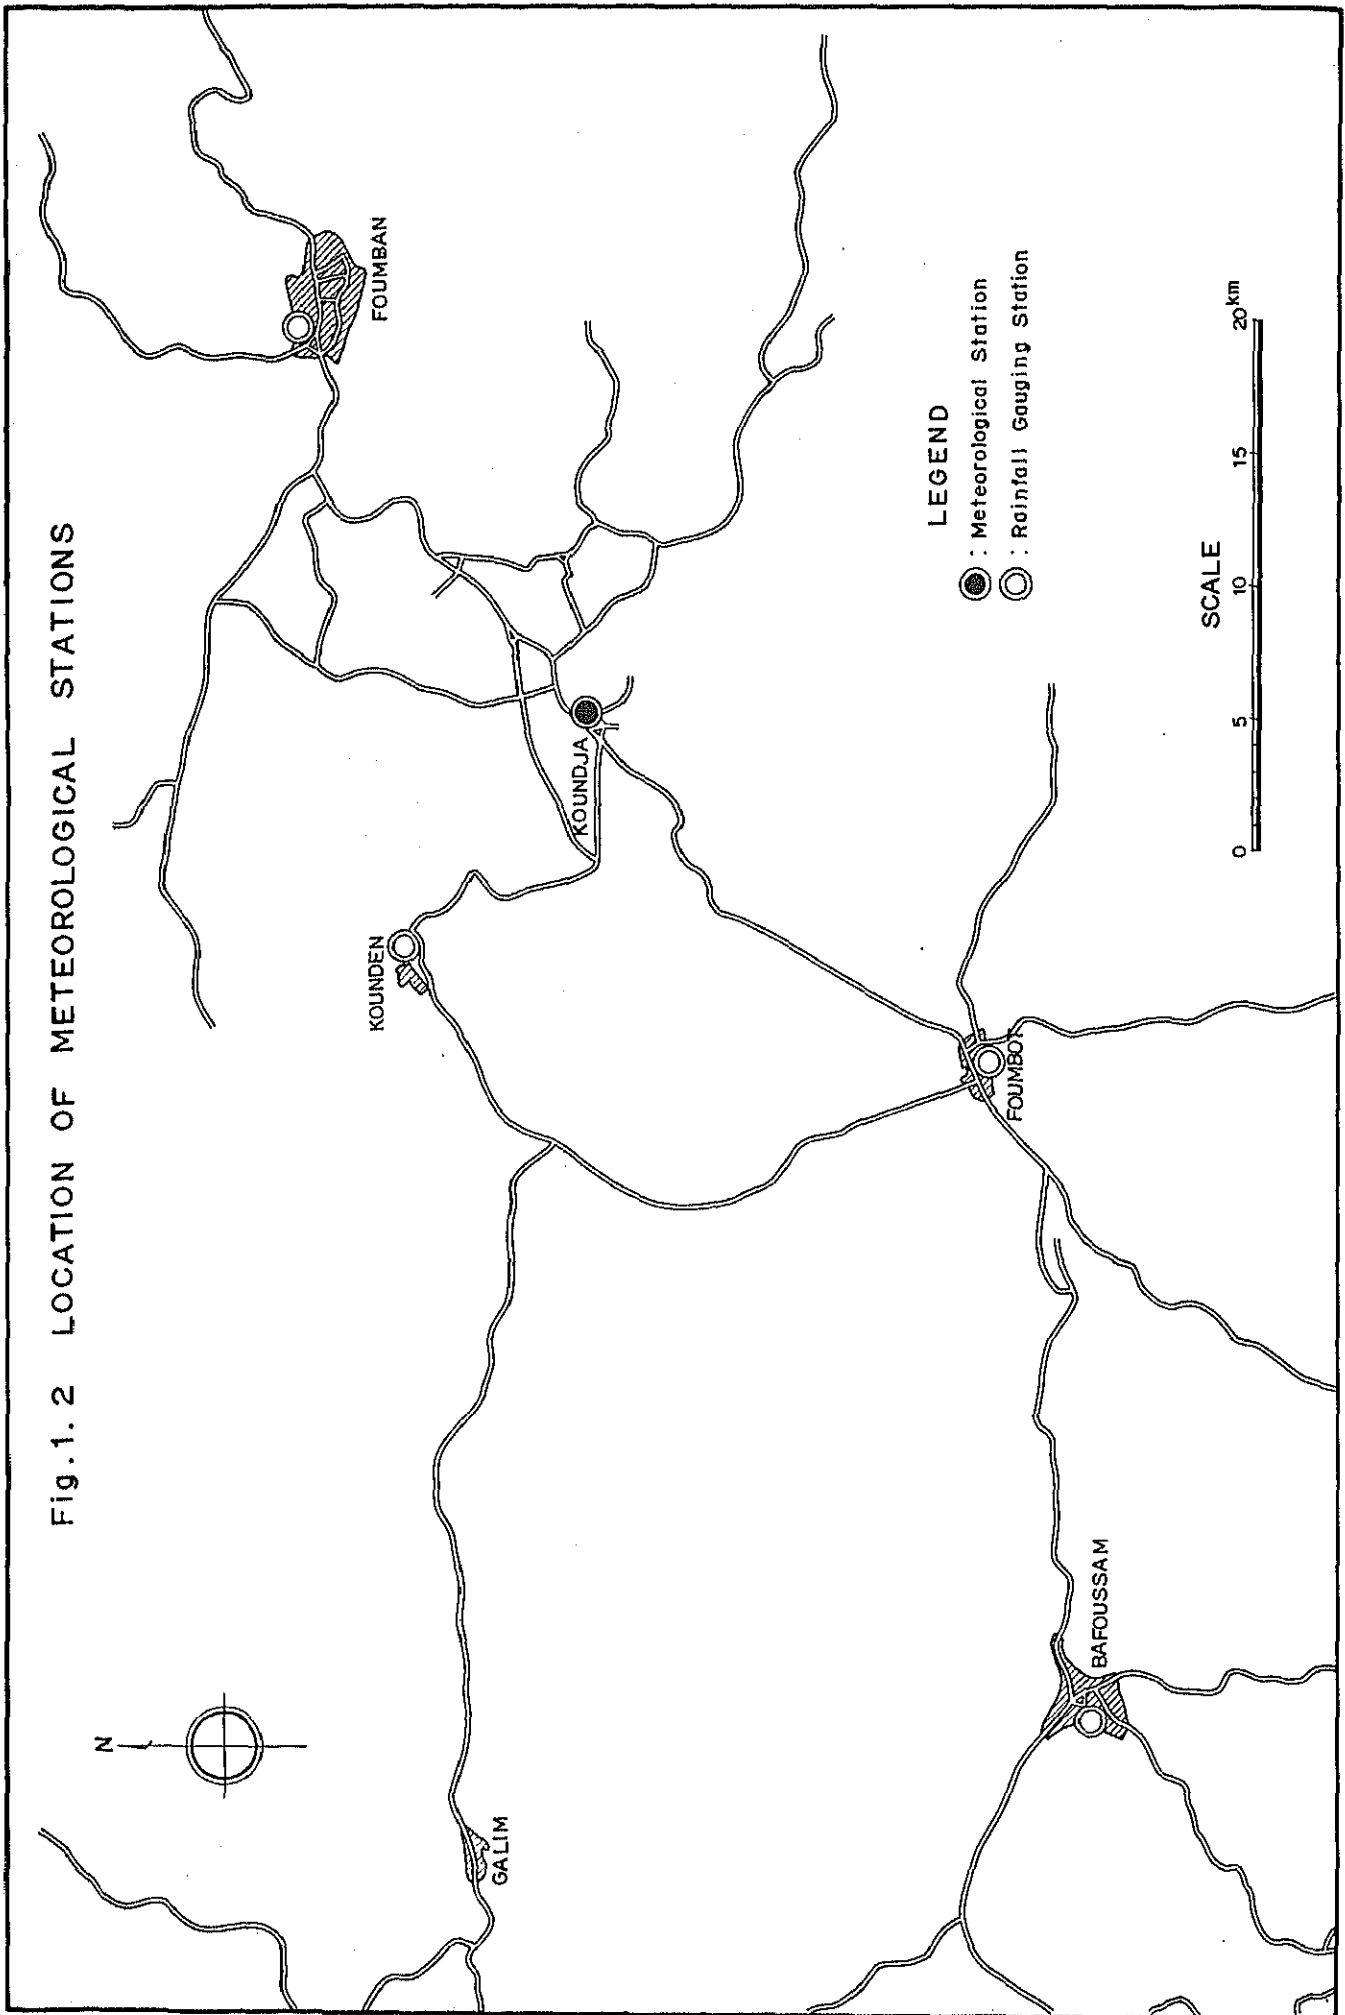 Fig.1.2 LOCATION OF METEOROLOGICAL STATIONS
N
FOUMBAN
KOUNDEN
KOUNDJA
GALIM
FOUMBOT
BAFOUSSAM
LEGEND
: Meteorological Station
: Rainfall Gauging Station
SCALE
0 5 10 15 20km